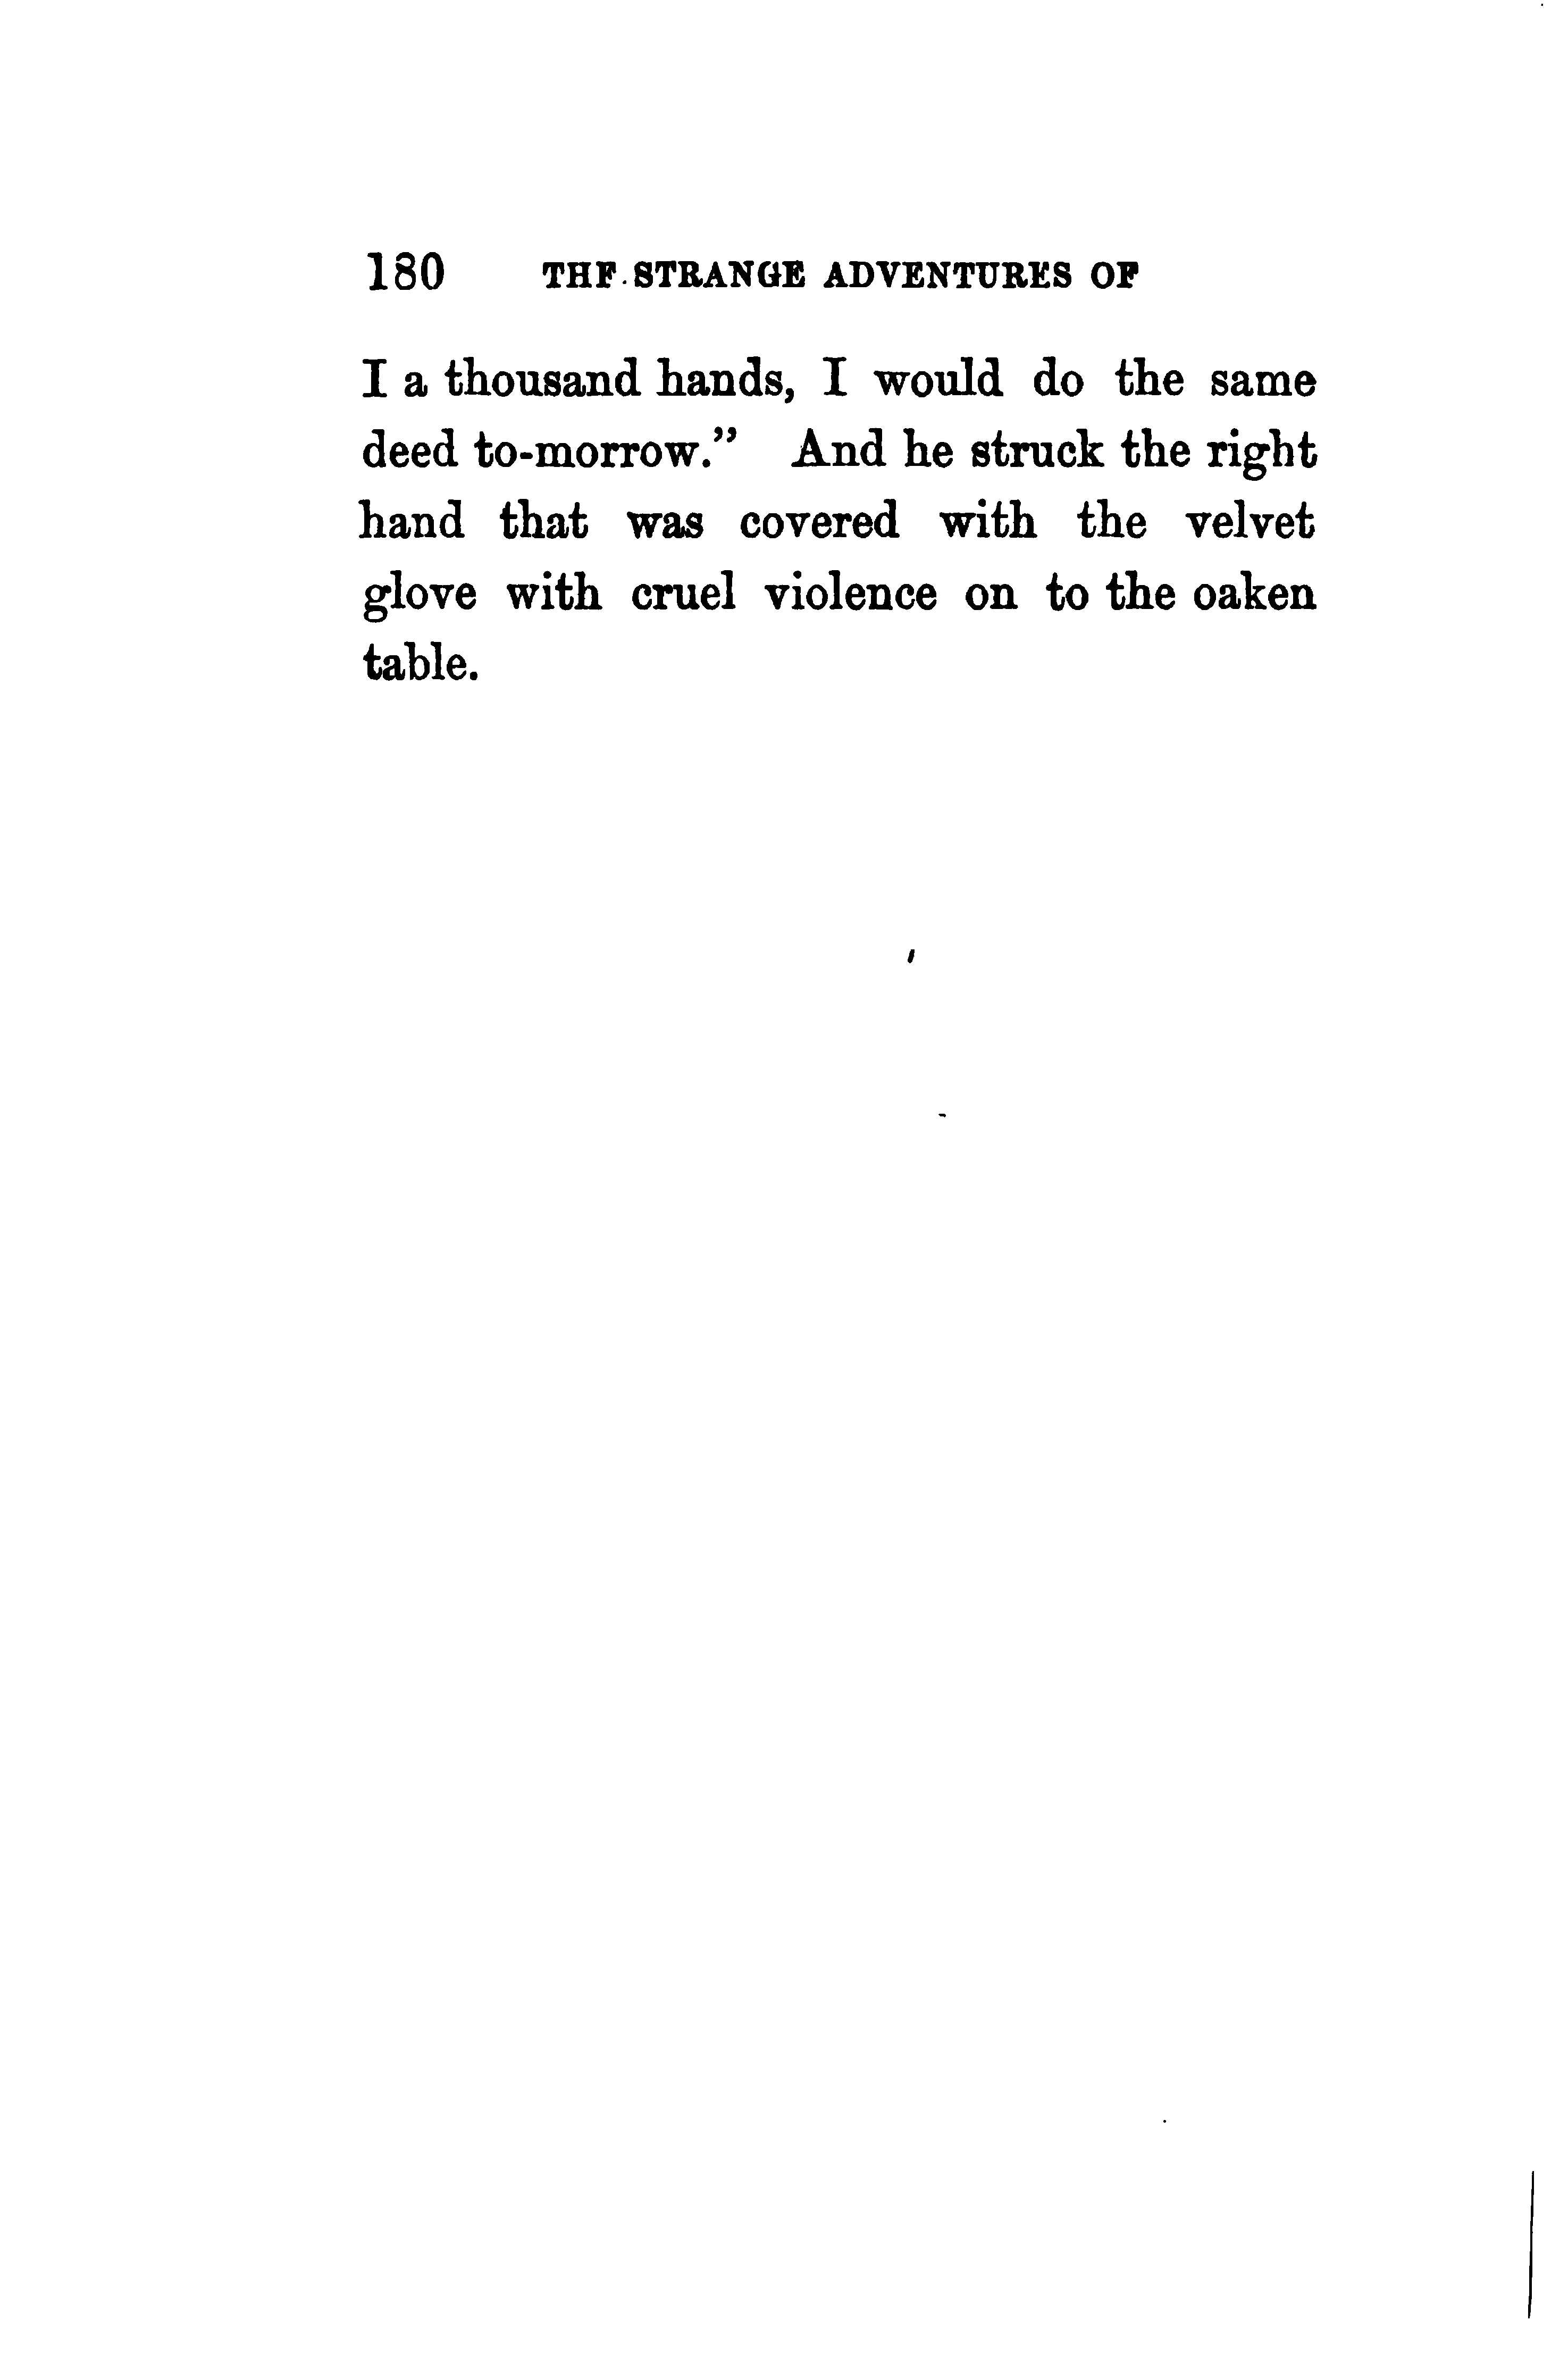 180 THE STRANGE ADVENTURES OF
I a thousand hands, I would do the same
deed to-morrow.” And he struck the right
hand that was covered with the velvet
glove with cruel violence on to the oaken
table.